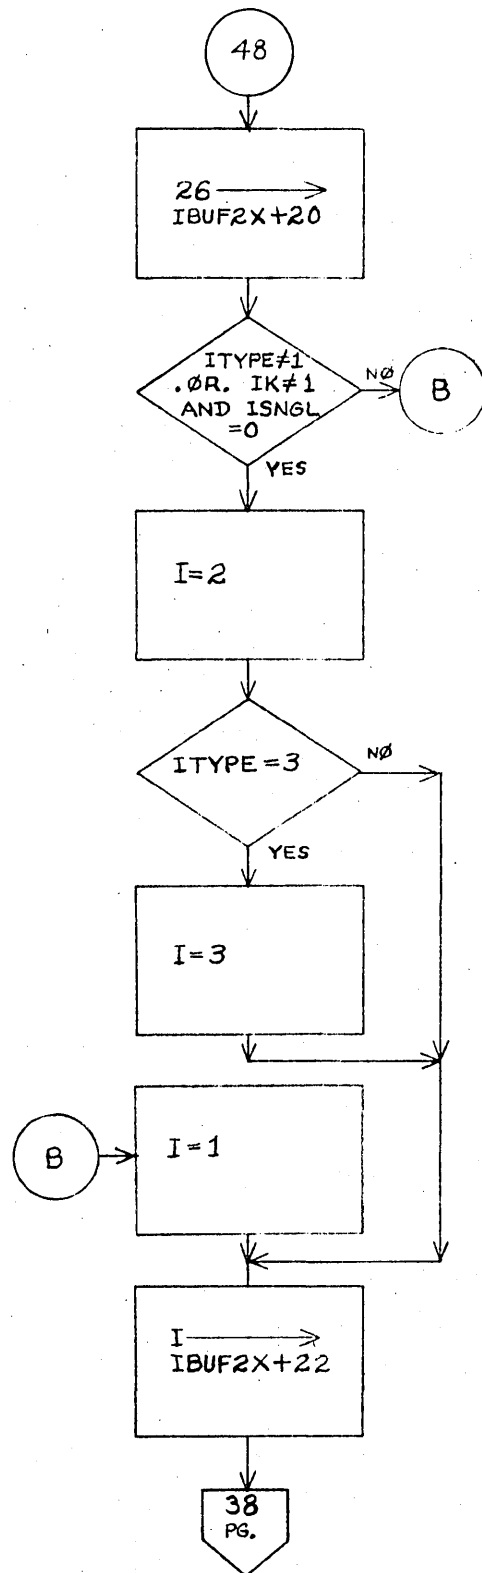 48
26
IBUF2X+20
ITYPE≠1
.ØR. IK≠1
AND ISNGL
=0
NØ
B
YES
I=2
ITYPE=3
NØ
YES
I=3
B
I=1
I
IBUF2X+22
38
PG.